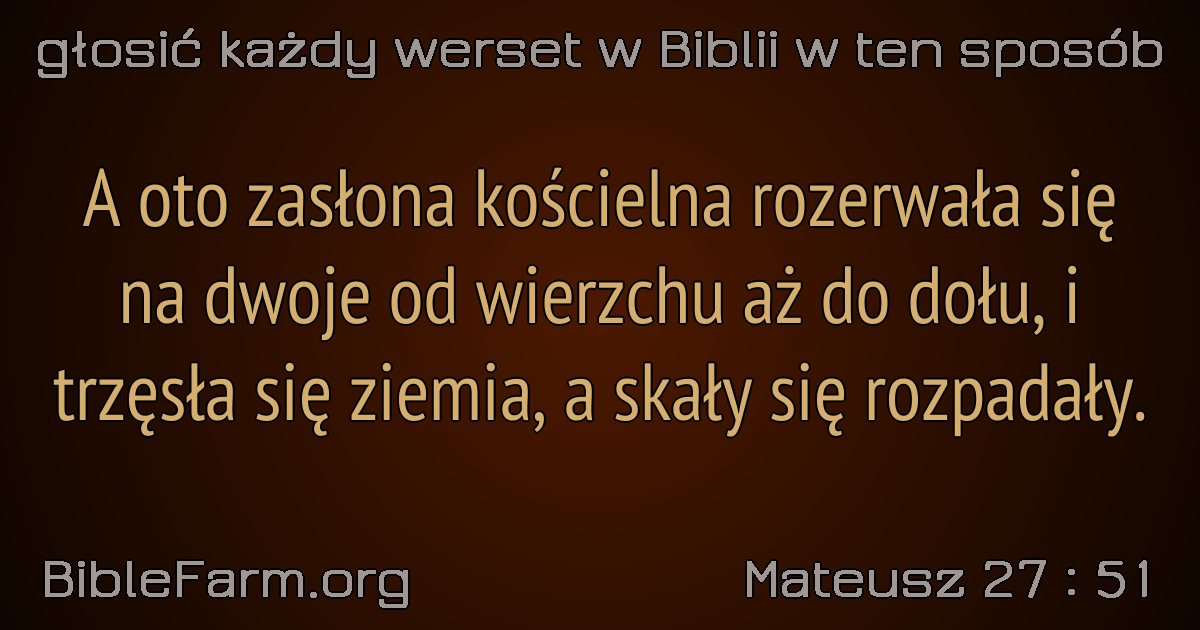 głosić każdy werset w Biblii w ten sposób
A oto zasłona kościelna rozerwała się
na dwoje od wierzchu aż do dołu, i
trzęsła się ziemia, a skały się rozpadały.
BibleFarm.org
Mateusz 27 : 51